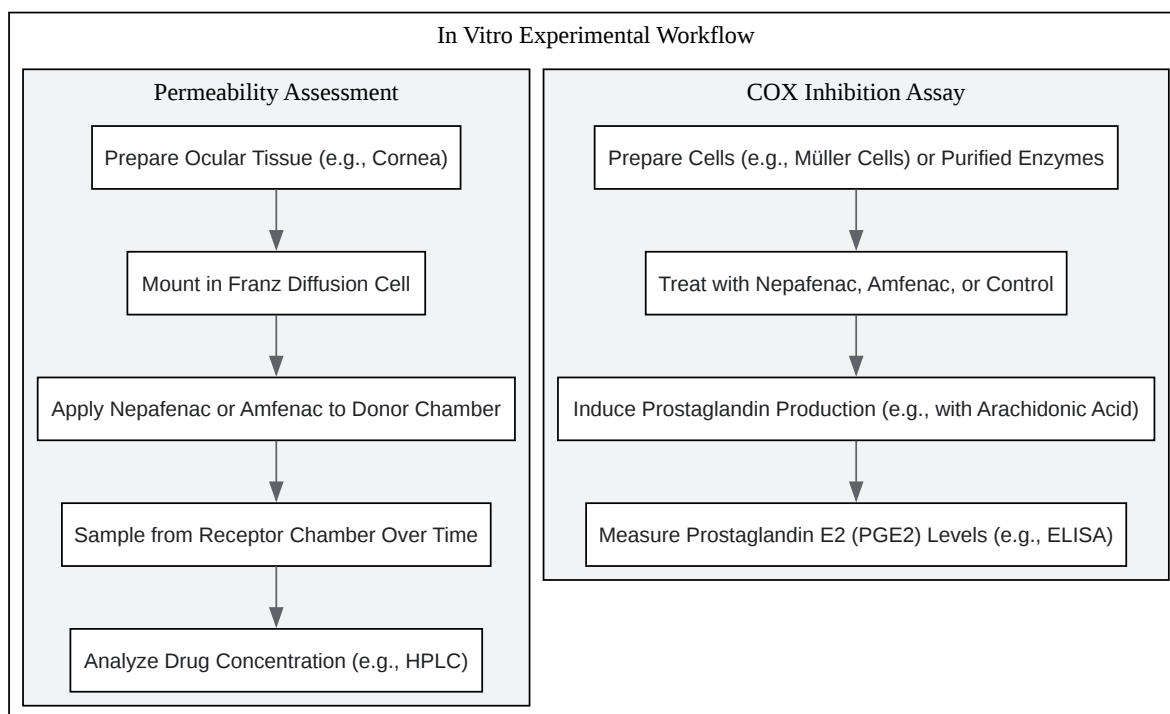 In Vitro Experimental Workflow
Permeability Assessment
Prepare Ocular Tissue (e.g., Cornea)
Mount in Franz Diffusion Cell
Apply Nepafenac or Amfenac to Donor Chamber
Sample from Receptor Chamber Over Time
Analyze Drug Concentration (e.g., HPLC)
COX Inhibition Assay
Prepare Cells (e.g., Müller Cells) or Purified Enzymes
Treat with Nepafenac, Amfenac, or Control
Induce Prostaglandin Production (e.g., with Arachidonic Acid)
Measure Prostaglandin E2 (PGE2) Levels (e.g., ELISA)